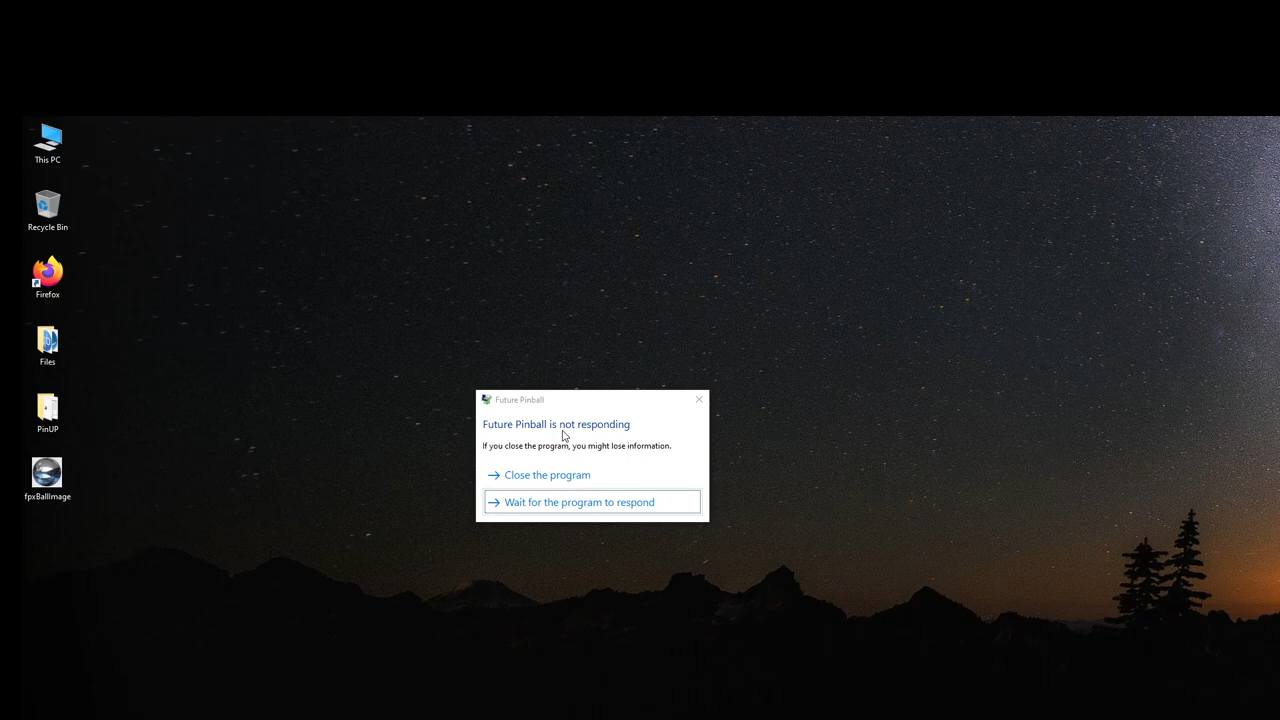 This PC
Recycle Bin
Firefox
Files
PinUP
fpxBallImage
Future Pinball
Future Pinball is not responding
If you close the program, you might lose information.
Close the program
Wait for the program to respond